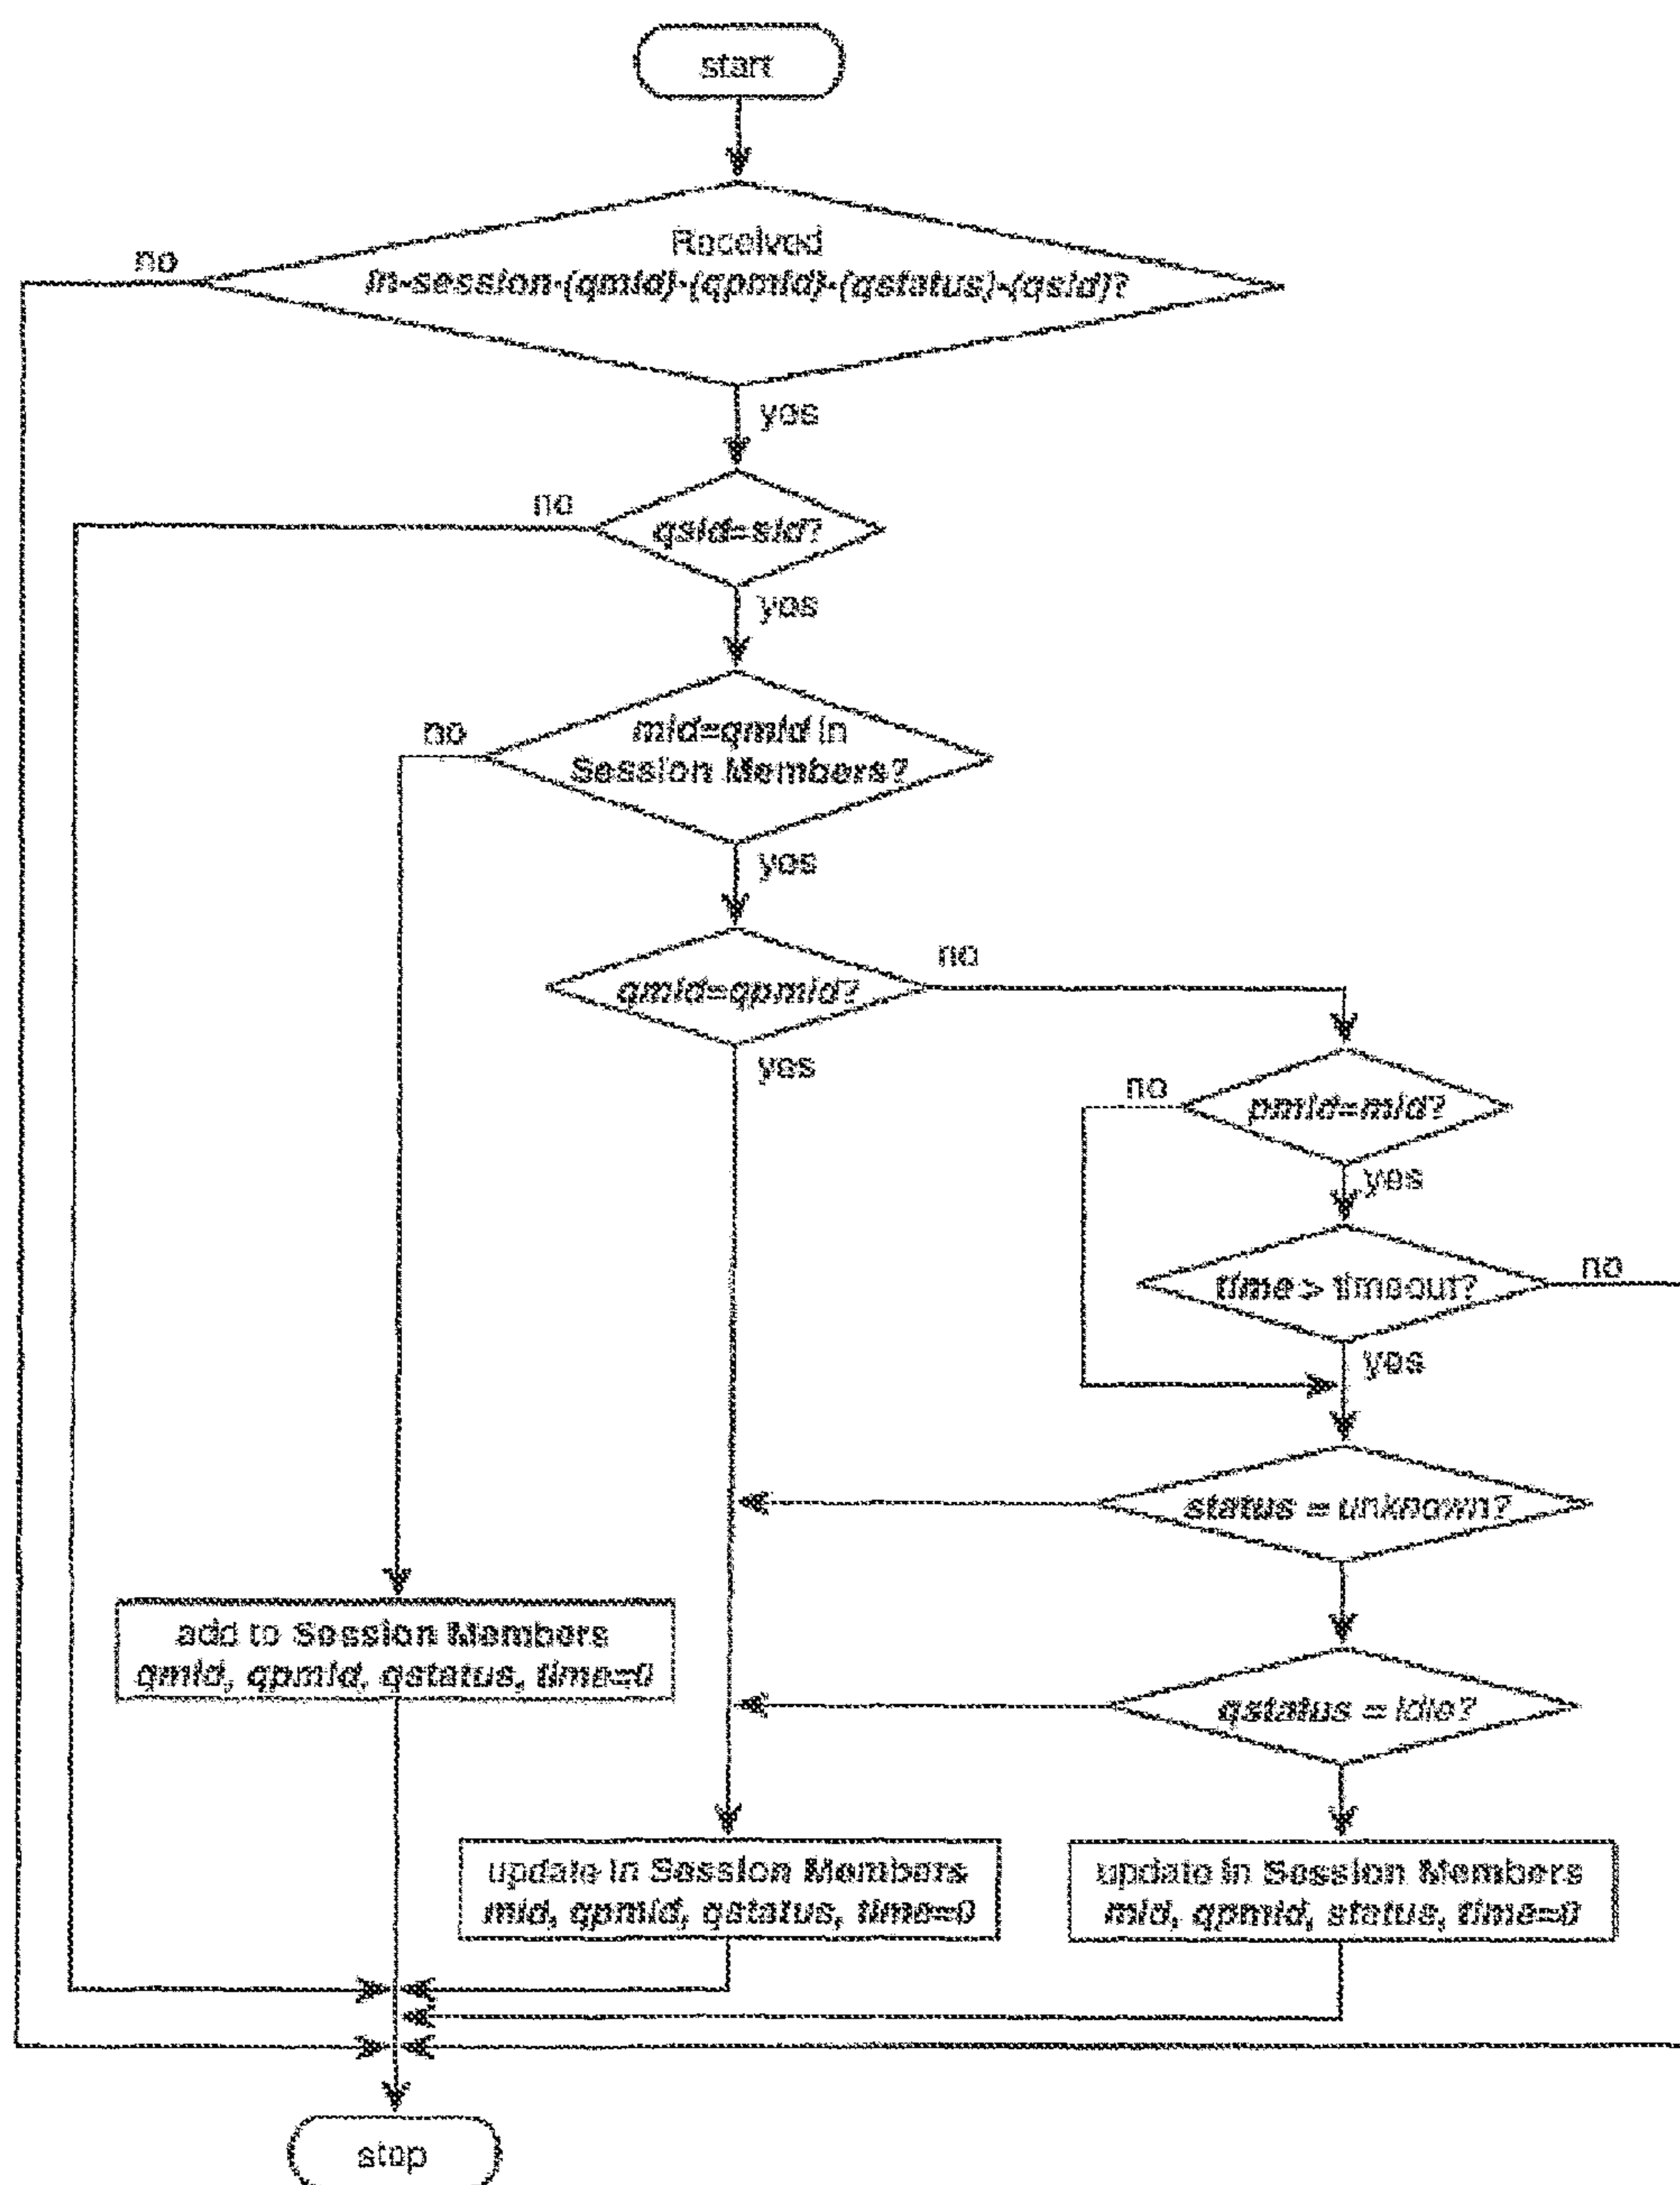 start
Received
in-session-(qmid)-(qpmid)-(qstatus)-(qsid)?
no
yes
no
qsid=sid?
yes
no
mid=qmid in
Session Members?
yes
qmid=qpmid?
no
yes
no
pmid=mid?
yes
time > timeout?
no
yes
status = unknown?
add to Session Members
qmid, qpmid, qstatus, time=0
qstatus = idle?
update in Session Members
mid, qpmid, qstatus, time=0
update in Session Members
mid, qpmid, status, time=0
stop